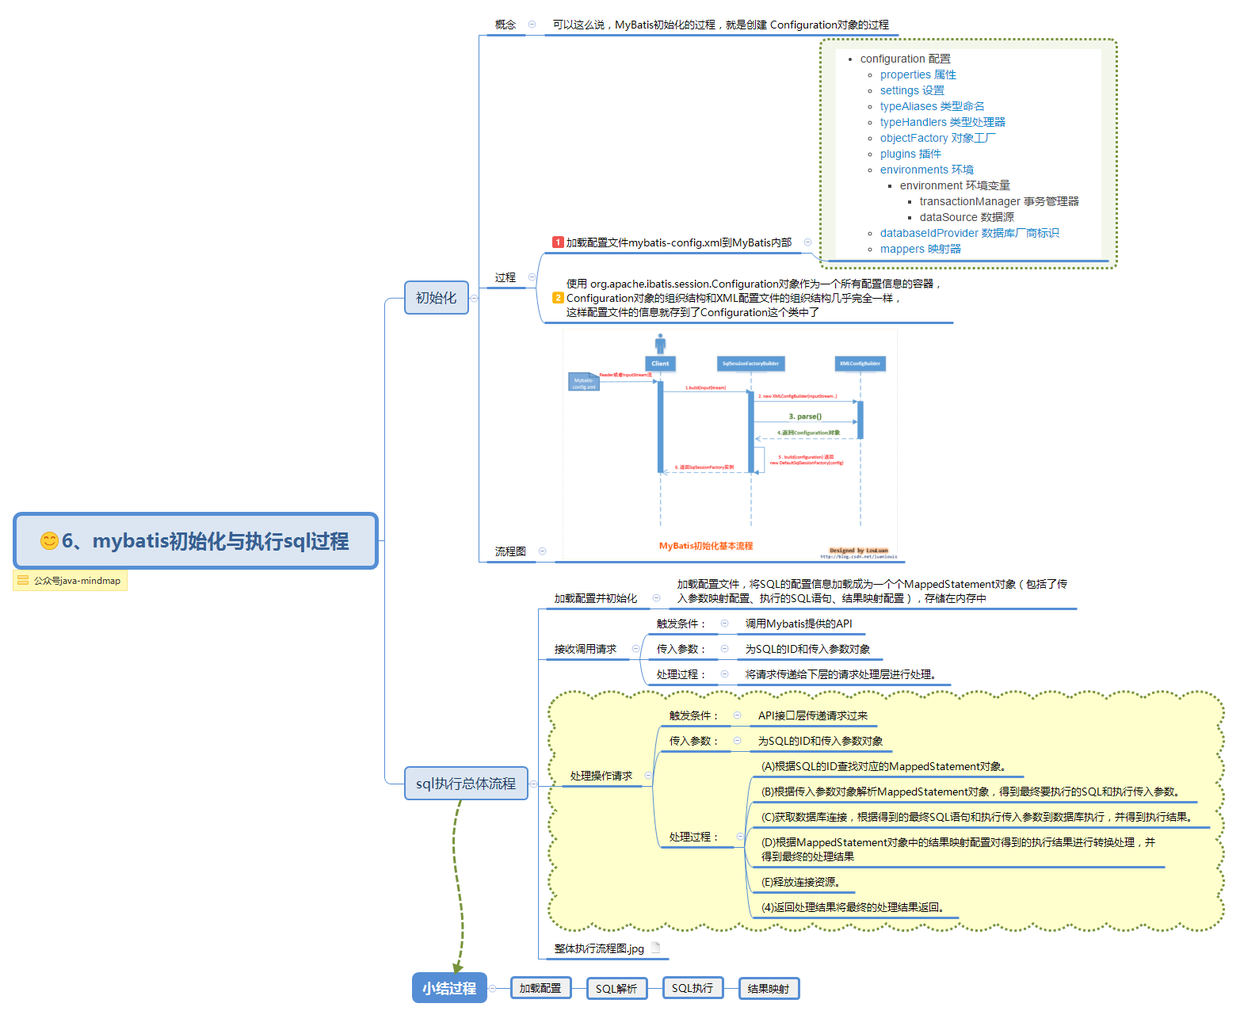 概念
可以这么说，MyBatis初始化的过程，就是创建 Configuration对象的过程
configuration 配置
properties 属性
settings 设置
typeAliases 类型命名
typeHandlers 类型处理器
objectFactory 对象工厂
plugins 插件
environments 环境
environment 环境变量
transactionManager 事务管理器
dataSource 数据源
databaseIdProvider 数据库厂商标识
mappers 映射器
1 加载配置文件mybatis-config.xml到MyBatis内部
过程
初始化
2 使用 org.apache.ibatis.session.Configuration对象作为一个所有配置信息的容器，
Configuration对象的组织结构和XML配置文件的组织结构几乎完全一样，
这样配置文件的信息就存到了Configuration这个类中了
Client
SqlSessionFactoryBuilder
XMLConfigBuilder
Mybatis-
config.xml
Reader或者InputStream流
1.build(inputStream)
2. new XMLConfigBuilder(inputStream..)
3. parse()
4.返回Configuration对象
5 . build(configuration) 返回
new DefaultSqlSessionFactory(config)
6. 返回SqlSessionFactory实例
MyBatis初始化基本流程
Designed by LouLuan
http://blog.csdn.net/luanlouis
流程图
6、mybatis初始化与执行sql过程
公众号java-mindmap
加载配置并初始化
加载配置文件，将SQL的配置信息加载成为一个个MappedStatement对象（包括了传
入参数映射配置、执行的SQL语句、结果映射配置），存储在内存中
接收调用请求
触发条件：
调用Mybatis提供的API
传入参数：
为SQL的ID和传入参数对象
处理过程：
将请求传递给下层的请求处理层进行处理。
sql执行总体流程
处理操作请求
触发条件：
API接口层传递请求过来
传入参数：
为SQL的ID和传入参数对象
处理过程：
(A)根据SQL的ID查找对应的MappedStatement对象。
(B)根据传入参数对象解析MappedStatement对象，得到最终要执行的SQL和执行传入参数。
(C)获取数据库连接，根据得到的最终SQL语句和执行传入参数到数据库执行，并得到执行结果。
(D)根据MappedStatement对象中的结果映射配置对得到的执行结果进行转换处理，并
得到最终的处理结果
(E)释放连接资源。
(4)返回处理结果将最终的处理结果返回。
整体执行流程图.jpg
小结过程
加载配置
SQL解析
SQL执行
结果映射